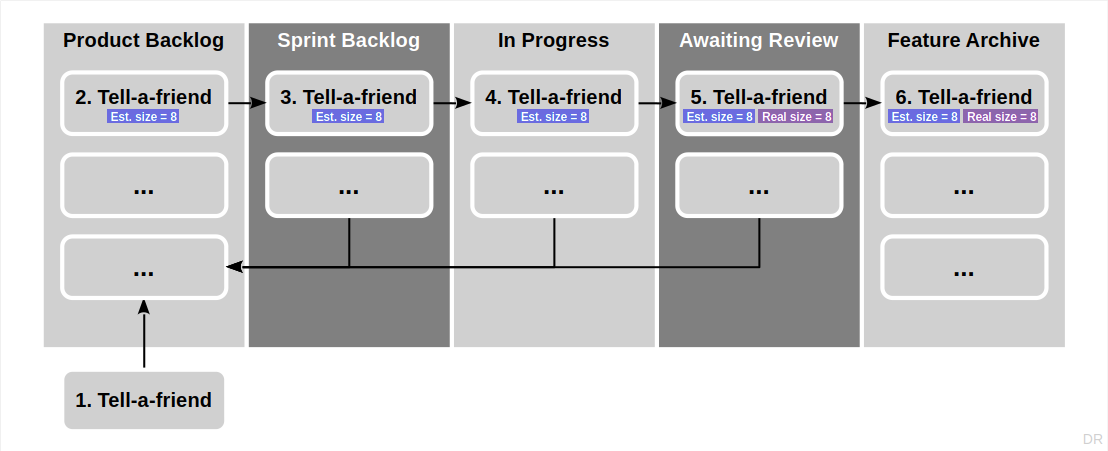 Product Backlog
Sprint Backlog
In Progress
Awaiting Review
Feature Archive
2. Tell-a-friend
Est. size = 8
3. Tell-a-friend
Est. size = 8
4. Tell-a-friend
Est. size = 8
5. Tell-a-friend
Est. size = 8
Real size = 8
6. Tell-a-friend
Est. size = 8
Real size = 8
...
...
...
...
...
...
...
1. Tell-a-friend
DR